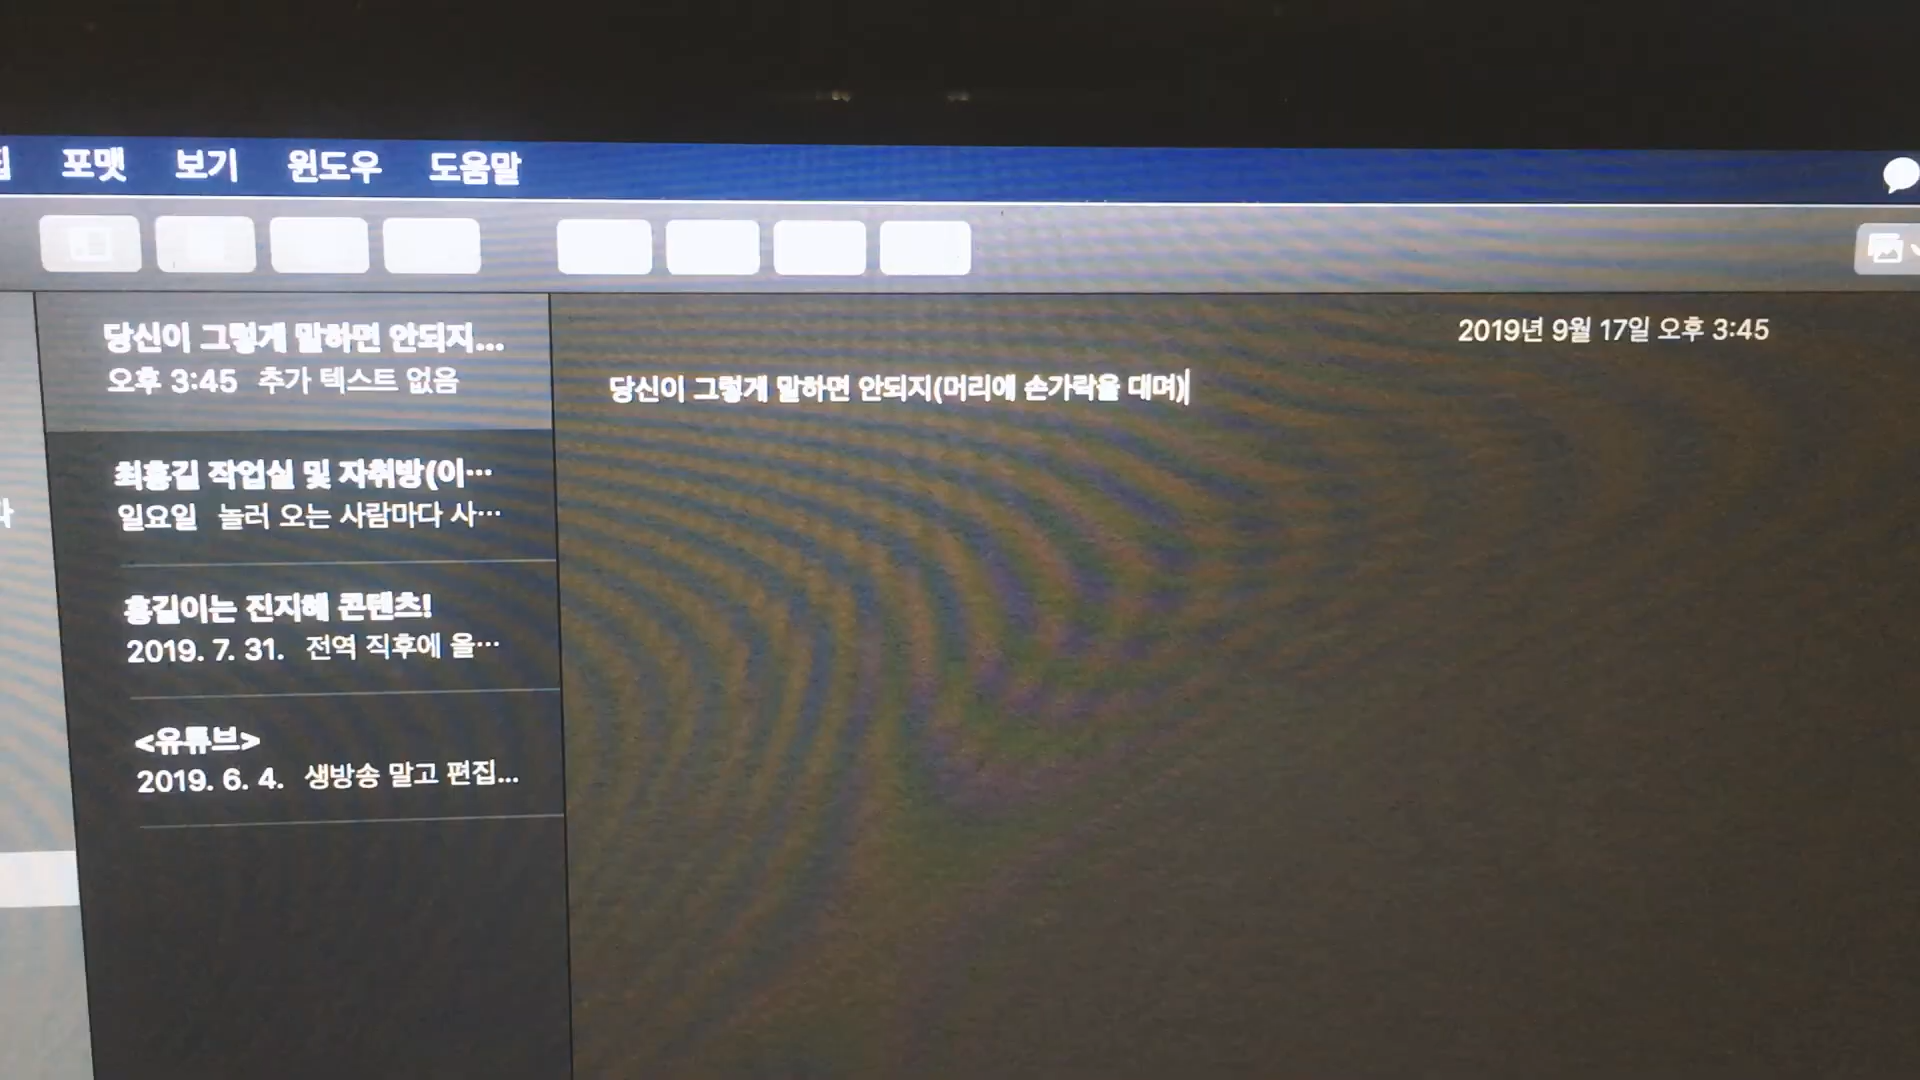 포맷 보기 윈도우 도움말
당신이 그렇게 말하면 안되지...
오후 3:45 추가 텍스트 없음
최홍길 작업실 및 자취방(이...
일요일 놀러 오는 사람마다 사...
홍길이는 진지해 콘텐츠!
2019. 7. 31. 전역 직후에 올...
<유튜브>
2019. 6. 4. 생방송 말고 편집...
2019년 9월 17일 오후 3:45
당신이 그렇게 말하면 안되지(머리에 손가락을 대며)